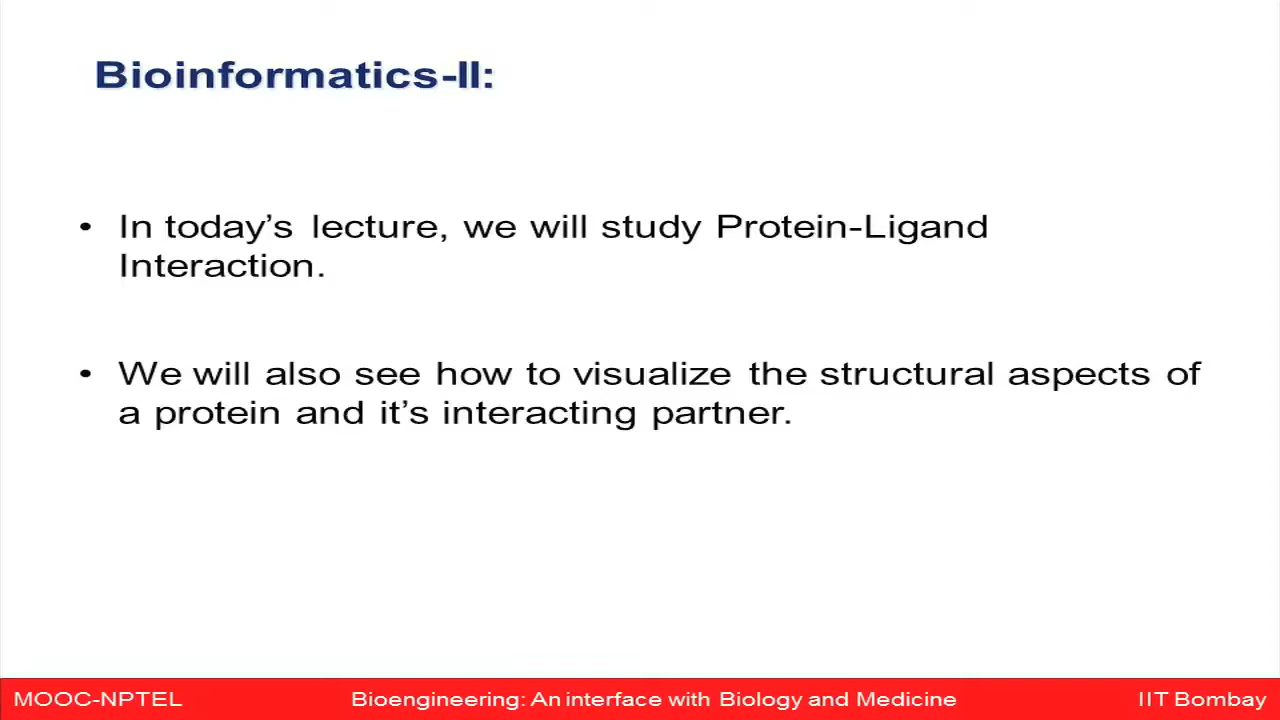 Bioinformatics-II:
• In today’s lecture, we will study Protein-Ligand
Interaction.
• We will also see how to visualize the structural aspects of
a protein and it’s interacting partner.
MOOC-NPTEL Bioengineering: An interface with Biology and Medicine IIT Bombay